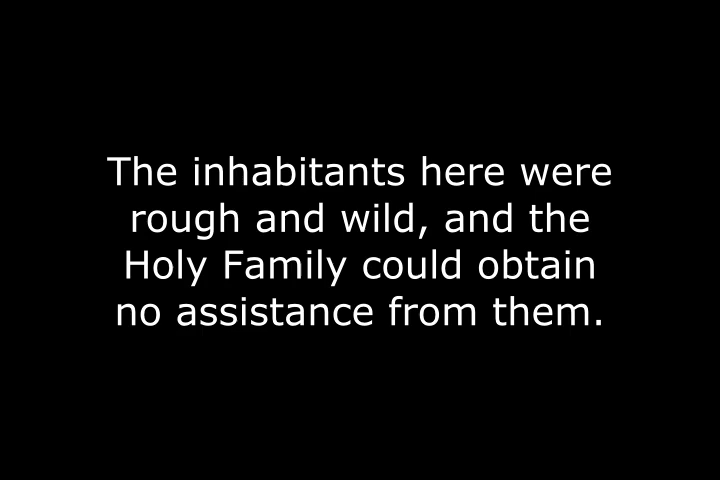 The inhabitants here were
rough and wild, and the
Holy Family could obtain
no assistance from them.